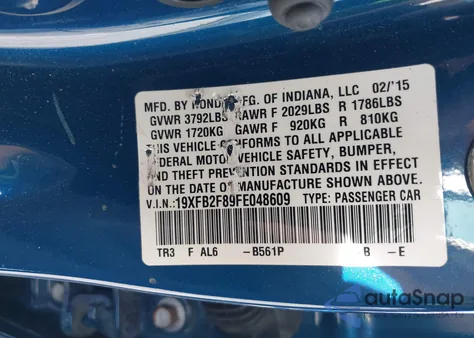 MFD. BY HONDA MFG. OF INDIANA, LLC 02/'15
GVWR 3792LBS GAWR F 2029LBS R 1786LBS
GVWR 1720KG GAWR F 920KG R 810KG
THIS VEHICLE CONFORMS TO ALL APPLICABLE
FEDERAL MOTOR VEHICLE SAFETY, BUMPER,
AND THEFT PREVENTION STANDARDS IN EFFECT
ON THE DATE OF MANUFACTURE SHOWN ABOVE.
V.I.N.:19XFB2F89FE048609 TYPE: PASSENGER CAR
TR3 F AL6 -B561P B -E
autoSnap